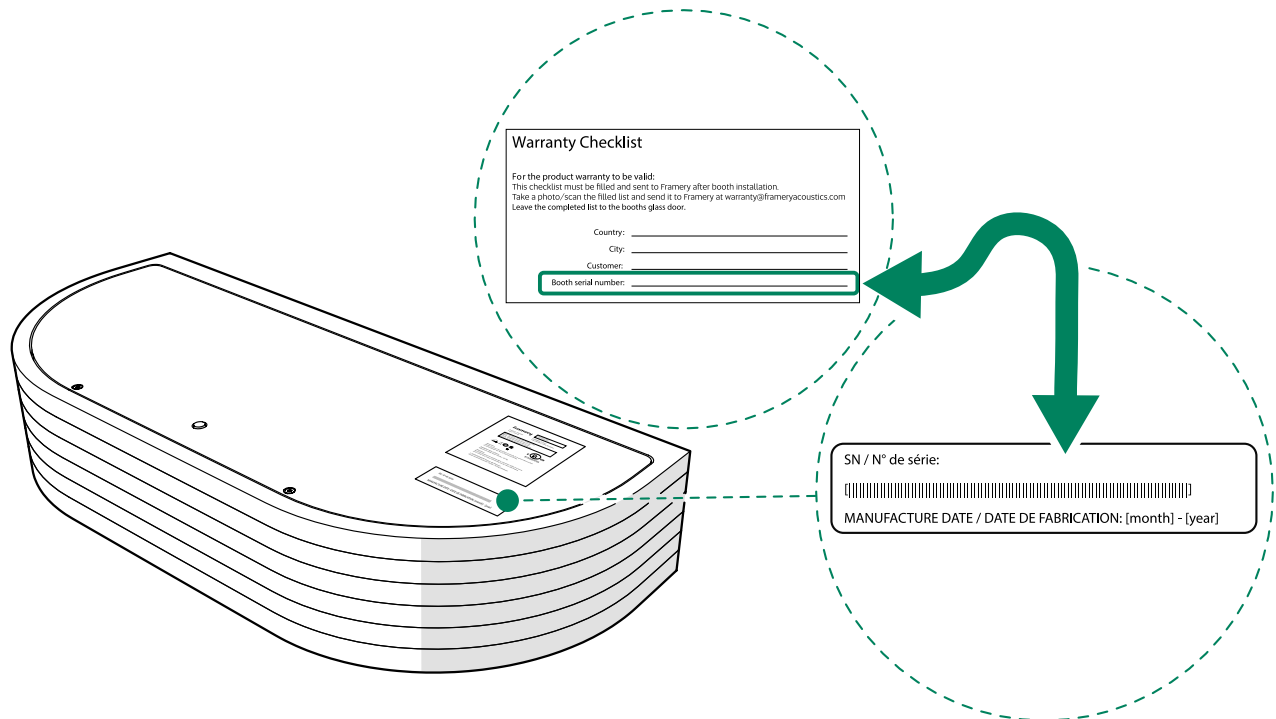 Warranty Checklist
For the product warranty to be valid:
This checklist must be filled and sent to Framery after booth installation.
Take a photo/scan the filled list and send it to Framery at warranty@frameryacoustics.com
Leave the completed list to the booths glass door.
Country:
City:
Customer:
Booth serial number:
SN / N° de série:
MANUFACTURE DATE / DATE DE FABRICATION: [month] - [year]